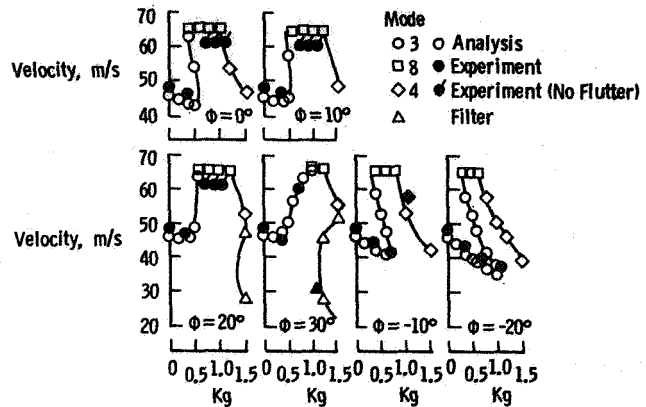 70
60
50
40
Velocity, m/s
Φ = 0°
Φ = 10°
Mode
3 Analysis
8 Experiment
4 Experiment (No Flutter)
Filter
70
60
50
40
30
20
Velocity, m/s
Φ = 20°
Φ = 30°
Φ = -10°
Φ = -20°
0 0.5 1.0 1.5
0 0.5 1.0 1.5
0 0.5 1.0 1.5
0 0.5 1.0 1.5
Kg
Kg
Kg
Kg